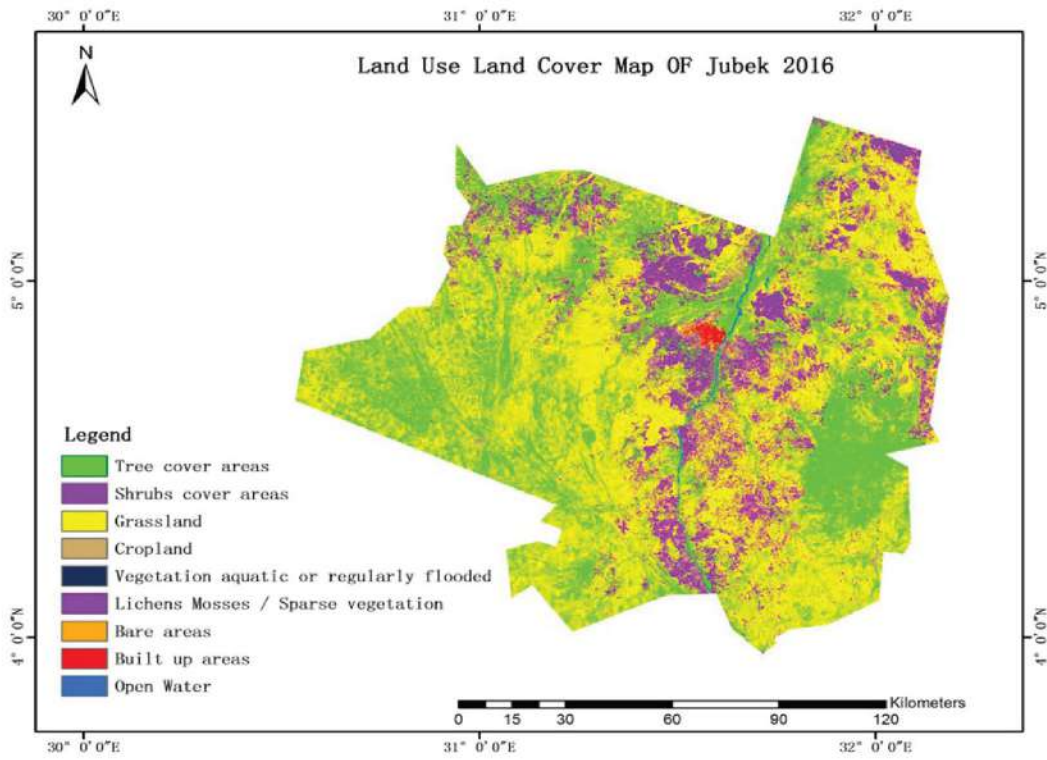 30° 0′0″E 31° 0′0″E 32° 0′0″E
N
Land Use Land Cover Map OF Jubek 2016
5° 0′0″N 5° 0′0″N
Legend
Tree cover areas
Shrubs cover areas
Grassland
Cropland
Vegetation aquatic or regularly flooded
Lichens Mosses / Sparse vegetation
Bare areas
Built up areas
Open Water
4° 0′0″N 4° 0′0″N
Kilometers
0 15 30 60 90 120
30° 0′0″E 31° 0′0″E 32° 0′0″E